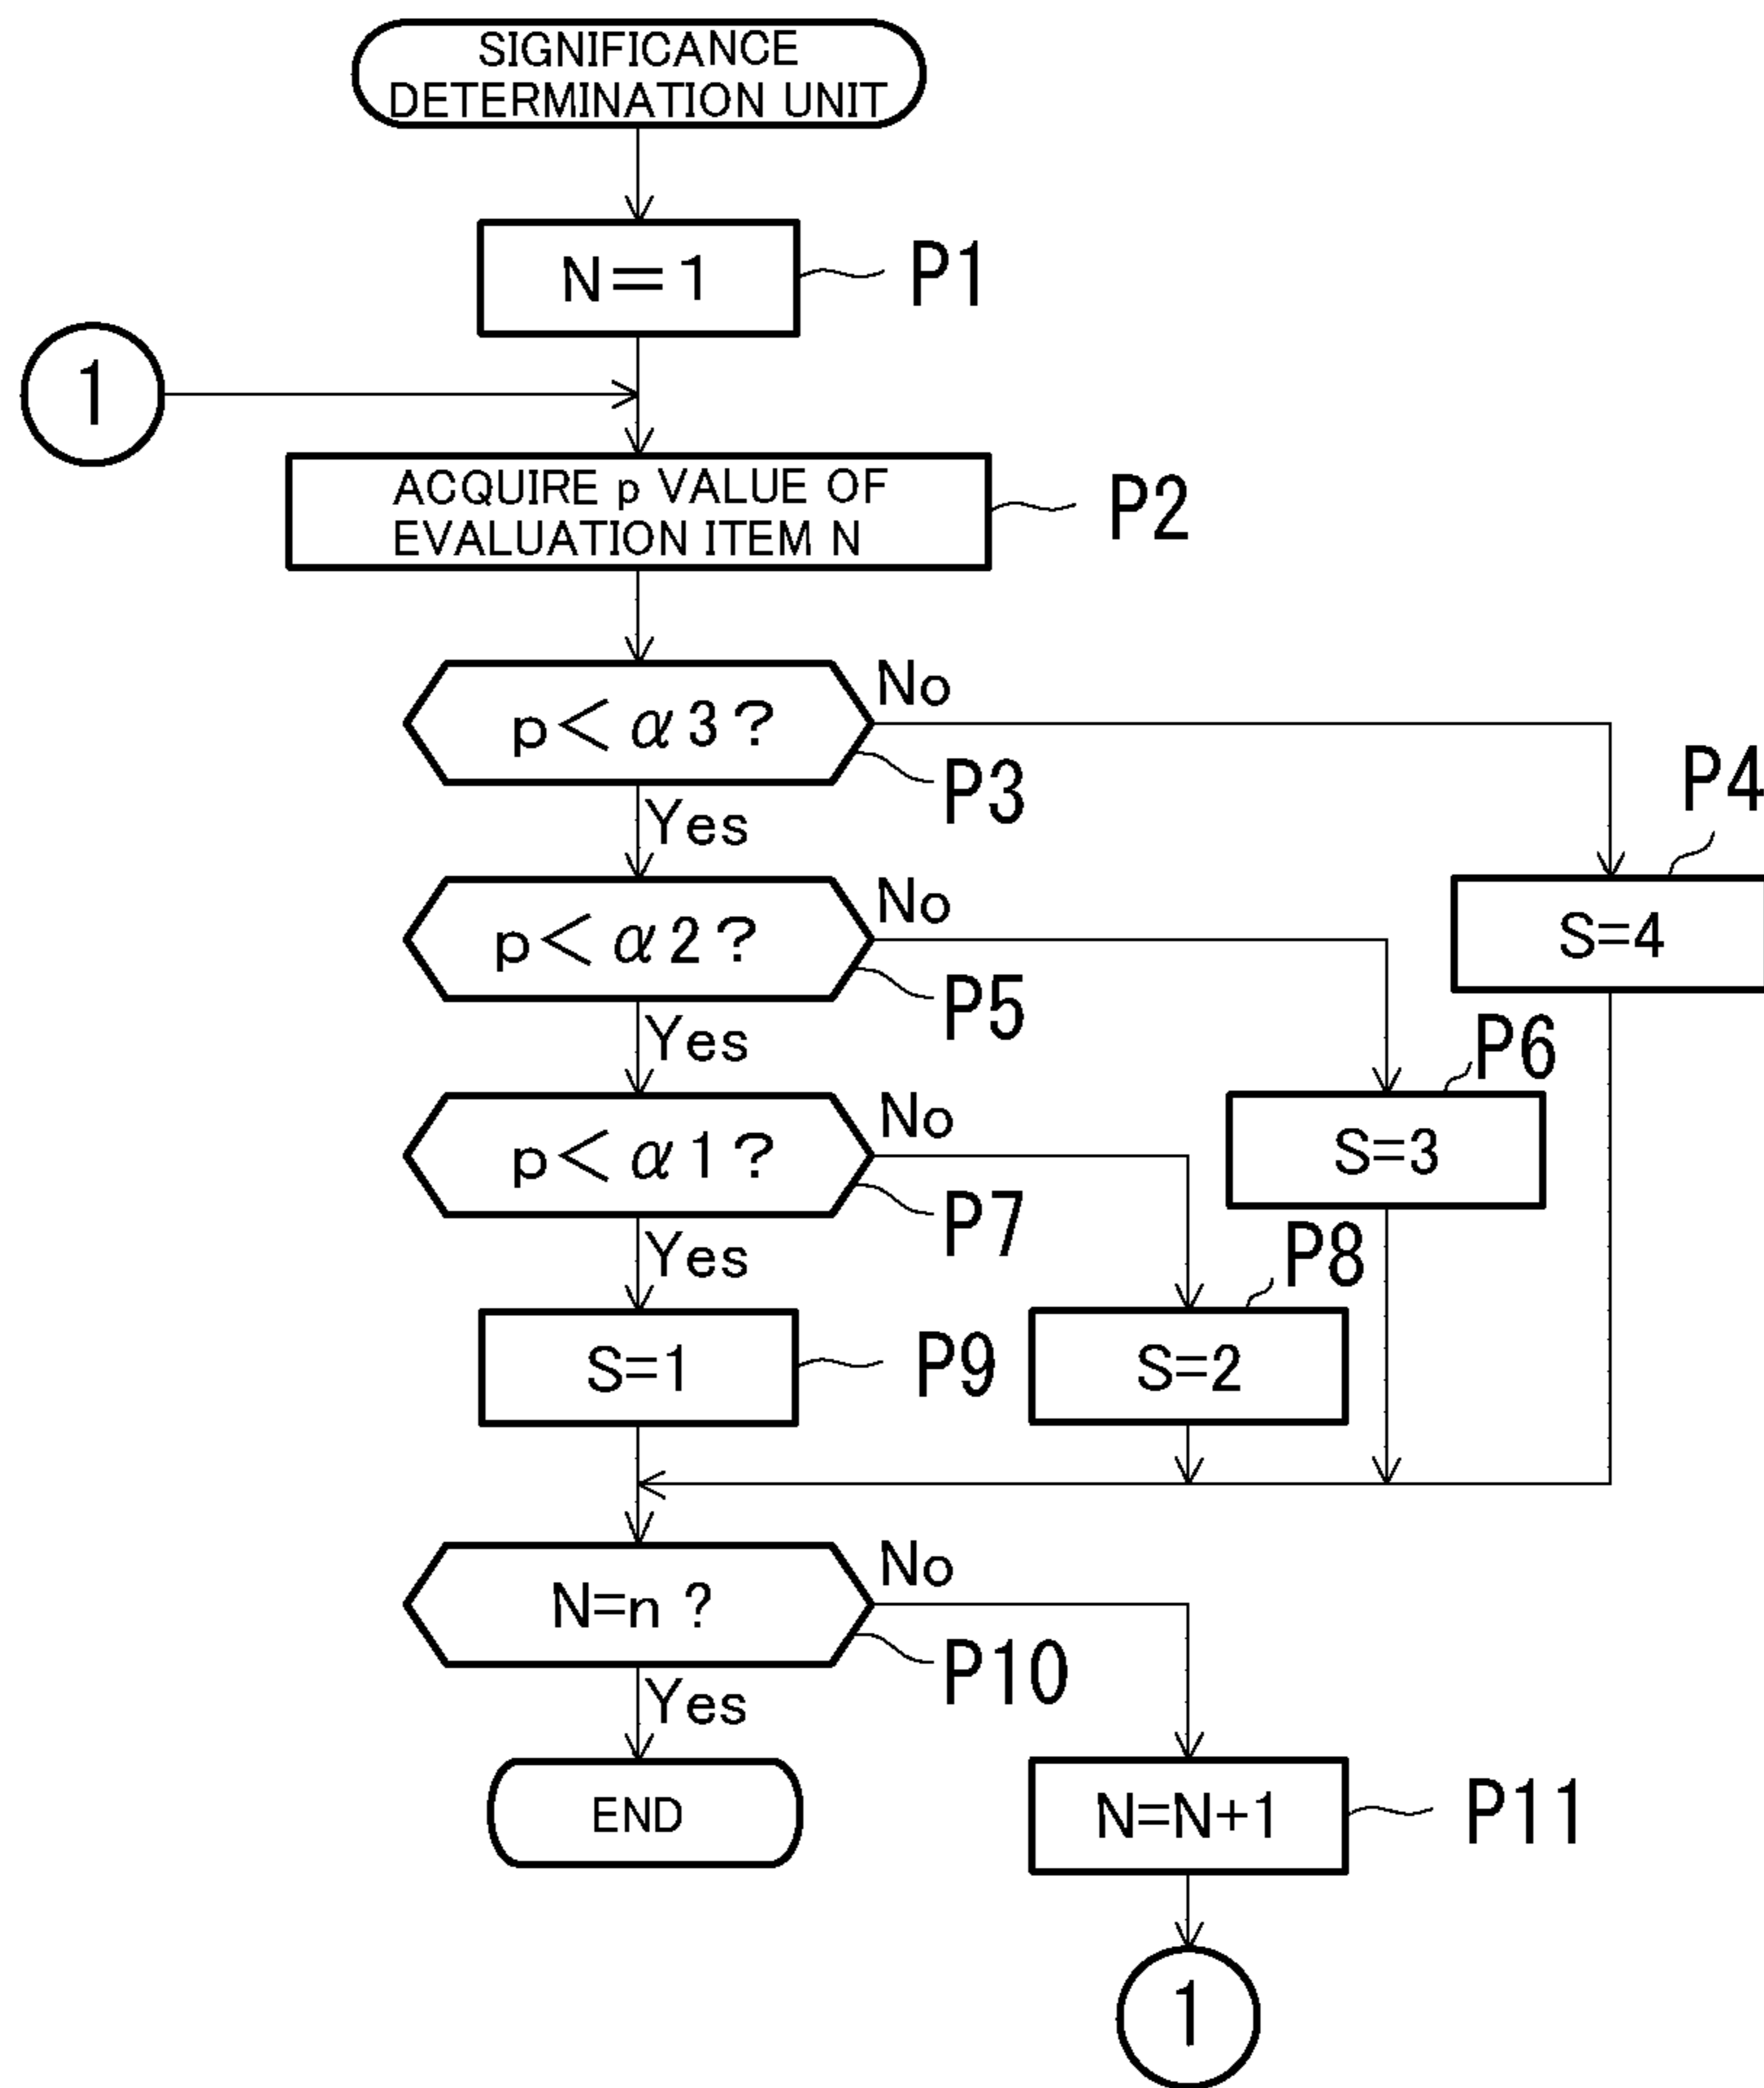 SIGNIFICANCE
DETERMINATION UNIT
N=1
P1
1
ACQUIRE p VALUE OF
EVALUATION ITEM N
P2
p<α3?
No
P3
Yes
P4
S=4
p<α2?
No
P5
Yes
P6
S=3
p<α1?
No
P7
Yes
P8
S=1
P9
S=2
N=n ?
No
P10
Yes
END
N=N+1
P11
1